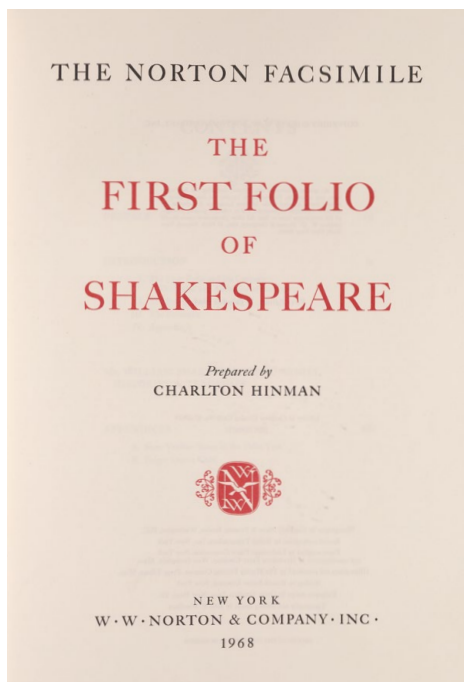 THE NORTON FACSIMILE
THE
FIRST FOLIO
OF
SHAKESPEARE
Prepared by
CHARLTON HINMAN
NEW YORK
W · W · NORTON & COMPANY · INC ·
1968